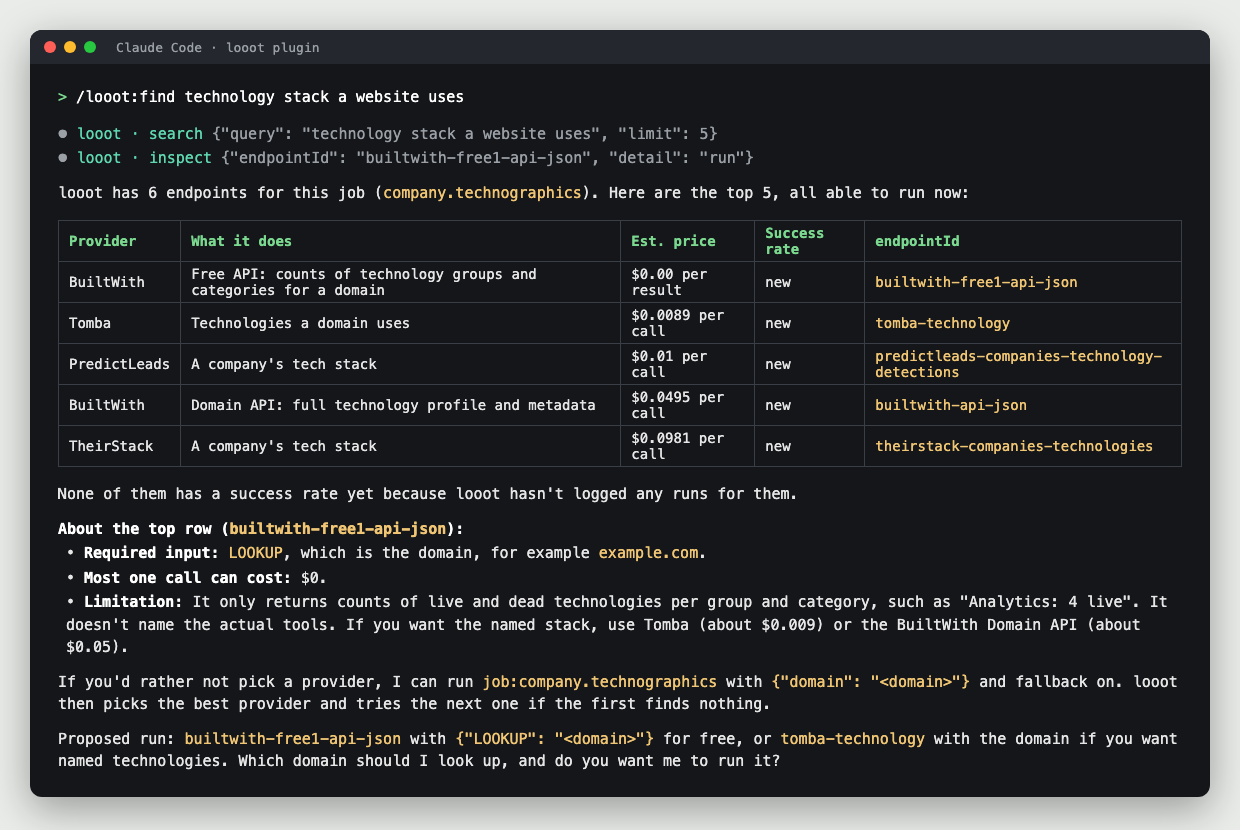 Claude Code · looot plugin
> /looot:find technology stack a website uses
● looot · search {"query": "technology stack a website uses", "limit": 5}
● looot · inspect {"endpointId": "builtwith-free1-api-json", "detail": "run"}
looot has 6 endpoints for this job (company.technographics). Here are the top 5, all able to run now:
Provider What it does Est. price Success rate endpointId
BuiltWith Free API: counts of technology groups and categories for a domain $0.00 per result new builtwith-free1-api-json
Tomba Technologies a domain uses $0.0089 per call new tomba-technology
PredictLeads A company's tech stack $0.01 per call new predictleads-companies-technology-detections
BuiltWith Domain API: full technology profile and metadata $0.0495 per call new builtwith-api-json
TheirStack A company's tech stack $0.0981 per call new theirstack-companies-technologies
None of them has a success rate yet because looot hasn't logged any runs for them.
About the top row (builtwith-free1-api-json):
• Required input: LOOKUP, which is the domain, for example example.com.
• Most one call can cost: $0.
• Limitation: It only returns counts of live and dead technologies per group and category, such as "Analytics: 4 live". It
doesn't name the actual tools. If you want the named stack, use Tomba (about $0.009) or the BuiltWith Domain API (about
$0.05).
If you'd rather not pick a provider, I can run job:company.technographics with {"domain": "<domain>"} and fallback on. looot
then picks the best provider and tries the next one if the first finds nothing.
Proposed run: builtwith-free1-api-json with {"LOOKUP": "<domain>"} for free, or tomba-technology with the domain if you want
named technologies. Which domain should I look up, and do you want me to run it?